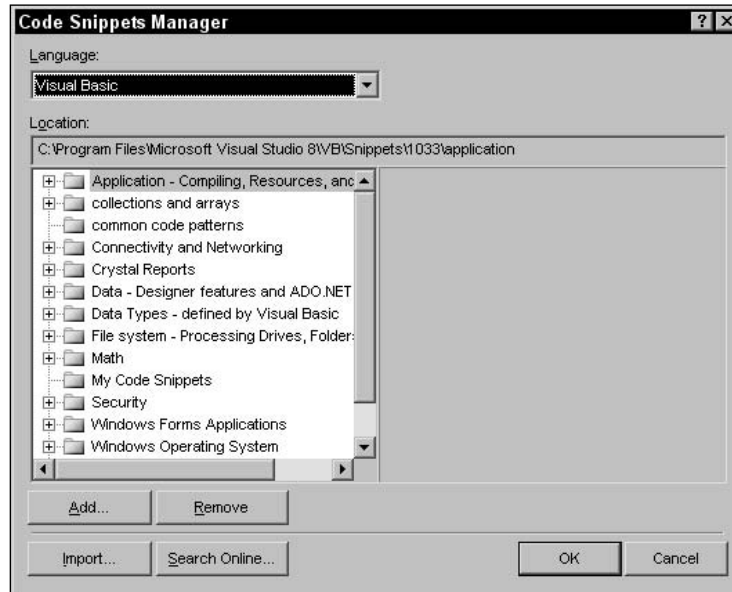 Code Snippets Manager
Language:
Visual Basic
Location:
C:\Program Files\Microsoft Visual Studio 8\VB\Snippets\1033\application
Application - Compiling, Resources, and
collections and arrays
common code patterns
Connectivity and Networking
Crystal Reports
Data - Designer features and ADO.NET
Data Types - defined by Visual Basic
File system - Processing Drives, Folders
Math
My Code Snippets
Security
Windows Forms Applications
Windows Operating System
Add... Remove
Import... Search Online... OK Cancel